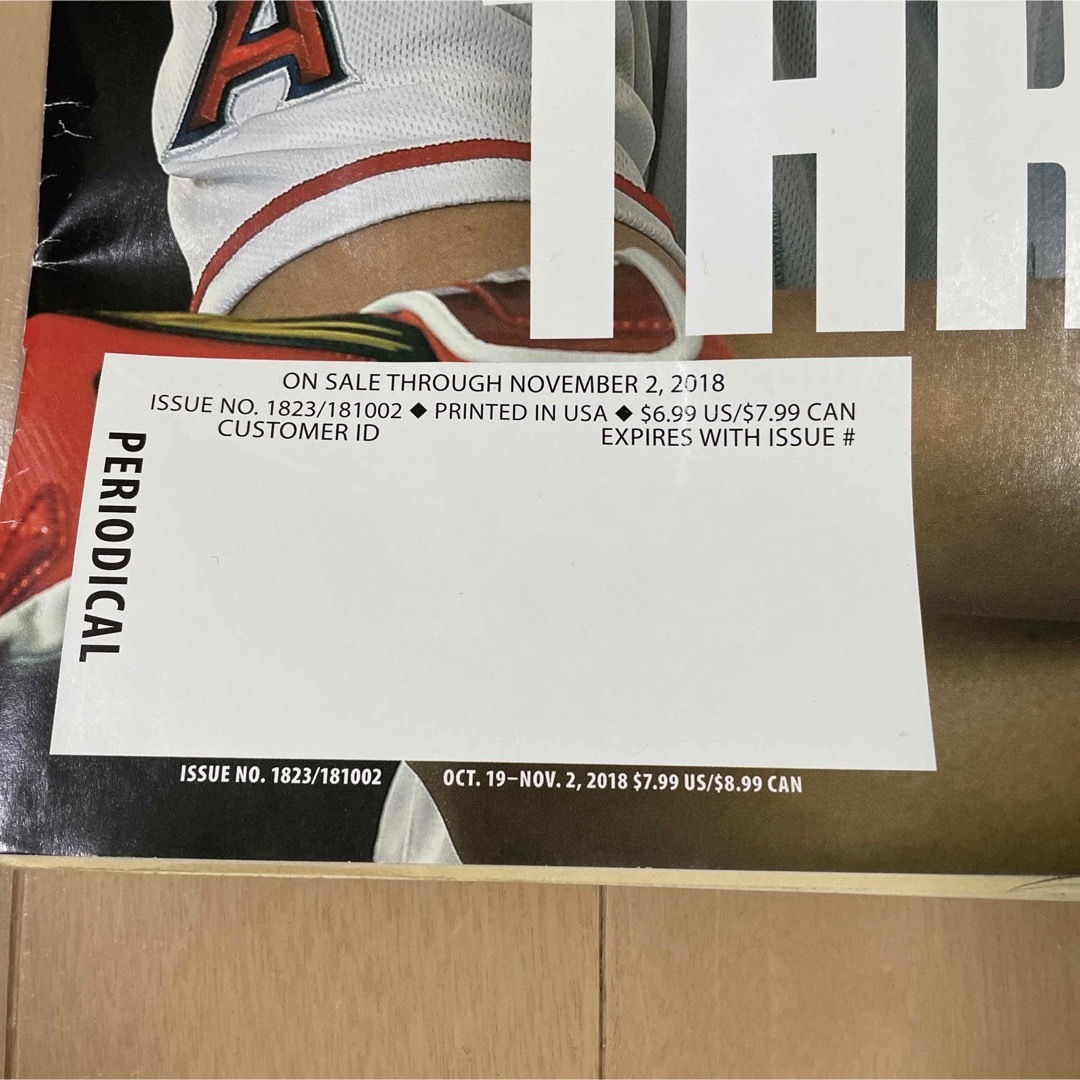 A
THR
ON SALE THROUGH NOVEMBER 2, 2018
ISSUE NO. 1823/181002 ◆ PRINTED IN USA ◆ $6.99 US/$7.99 CAN
CUSTOMER ID EXPIRES WITH ISSUE #
PERIODICAL
ISSUE NO. 1823/181002 OCT. 19–NOV. 2, 2018 $7.99 US/$8.99 CAN